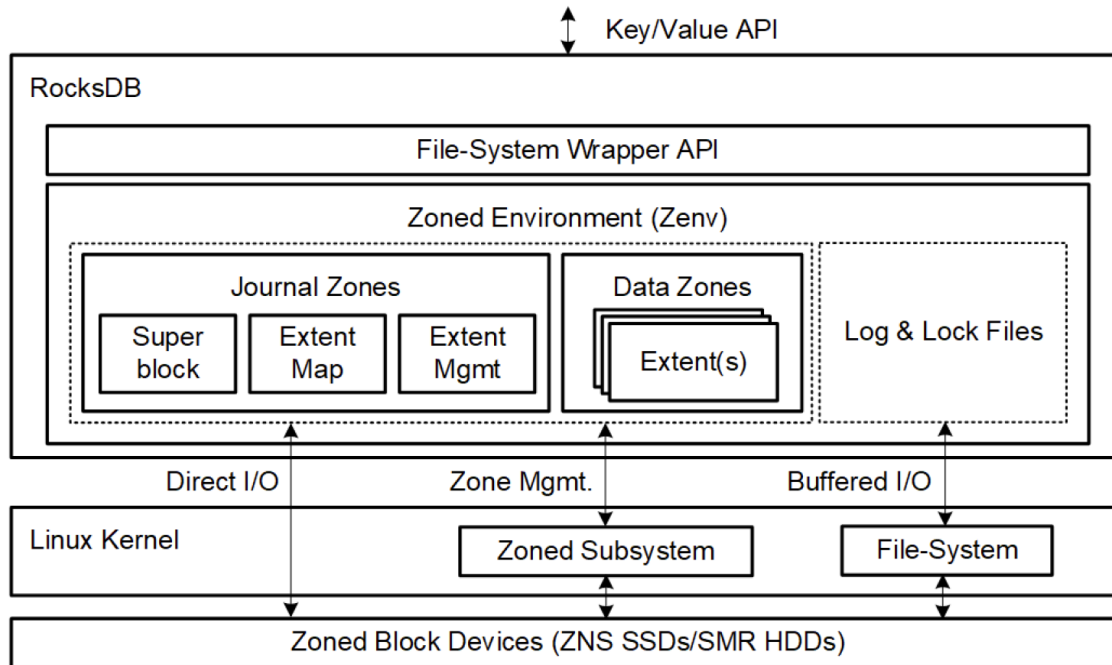 Key/Value API
RocksDB
File-System Wrapper API
Zoned Environment (Zenv)
Journal Zones
Super
block
Extent
Map
Extent
Mgmt
Data Zones
Extent(s)
Log & Lock Files
Direct I/O
Zone Mgmt.
Buffered I/O
Linux Kernel
Zoned Subsystem
File-System
Zoned Block Devices (ZNS SSDs/SMR HDDs)